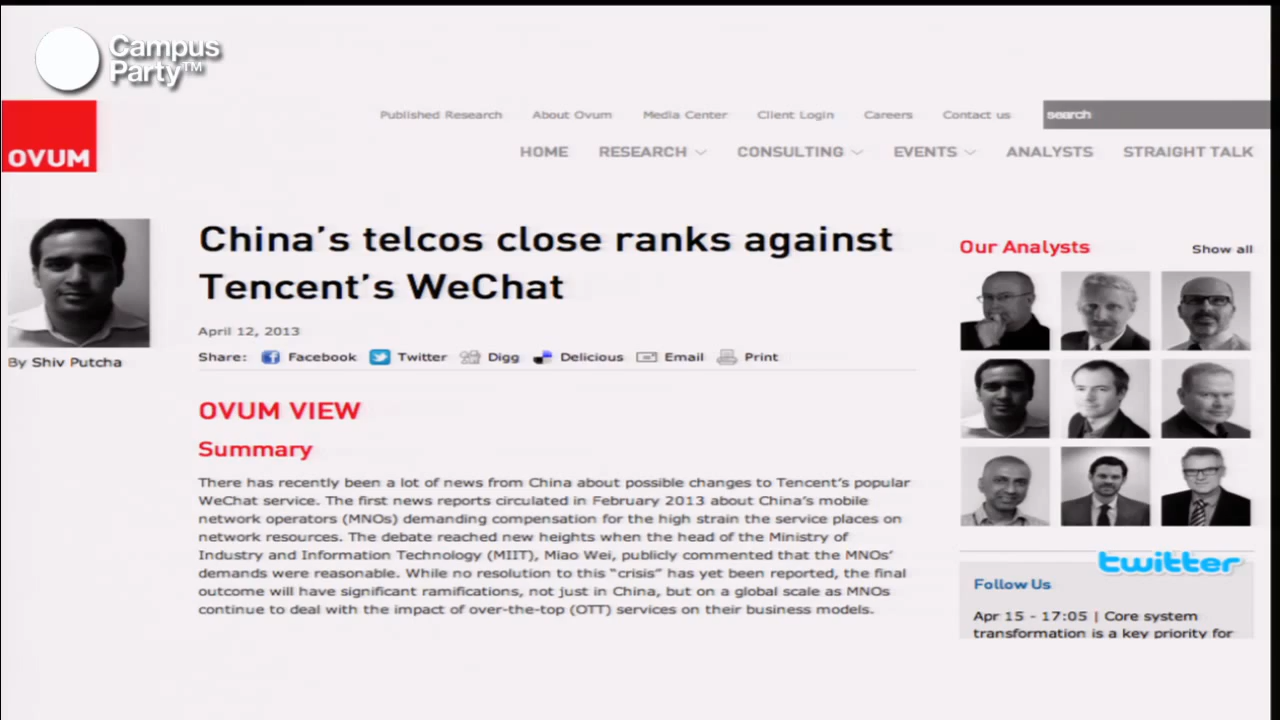 Campus
Party™
Published Research About Ovum Media Center Client Login Careers Contact us search
OVUM
HOME RESEARCH CONSULTING EVENTS ANALYSTS STRAIGHT TALK
China's telcos close ranks against
Tencent's WeChat
April 12, 2013
Share: Facebook Twitter Digg Delicious Email Print
By Shiv Putcha
OVUM VIEW
Summary
There has recently been a lot of news from China about possible changes to Tencent's popular
WeChat service. The first news reports circulated in February 2013 about China's mobile
network operators (MNOs) demanding compensation for the high strain the service places on
network resources. The debate reached new heights when the head of the Ministry of
Industry and Information Technology (MIIT), Miao Wei, publicly commented that the MNOs'
demands were reasonable. While no resolution to this "crisis" has yet been reported, the final
outcome will have significant ramifications, not just in China, but on a global scale as MNOs
continue to deal with the impact of over-the-top (OTT) services on their business models.
Our Analysts Show all
twitter
Follow Us
Apr 15 - 17:05 | Core system
transformation is a key priority for